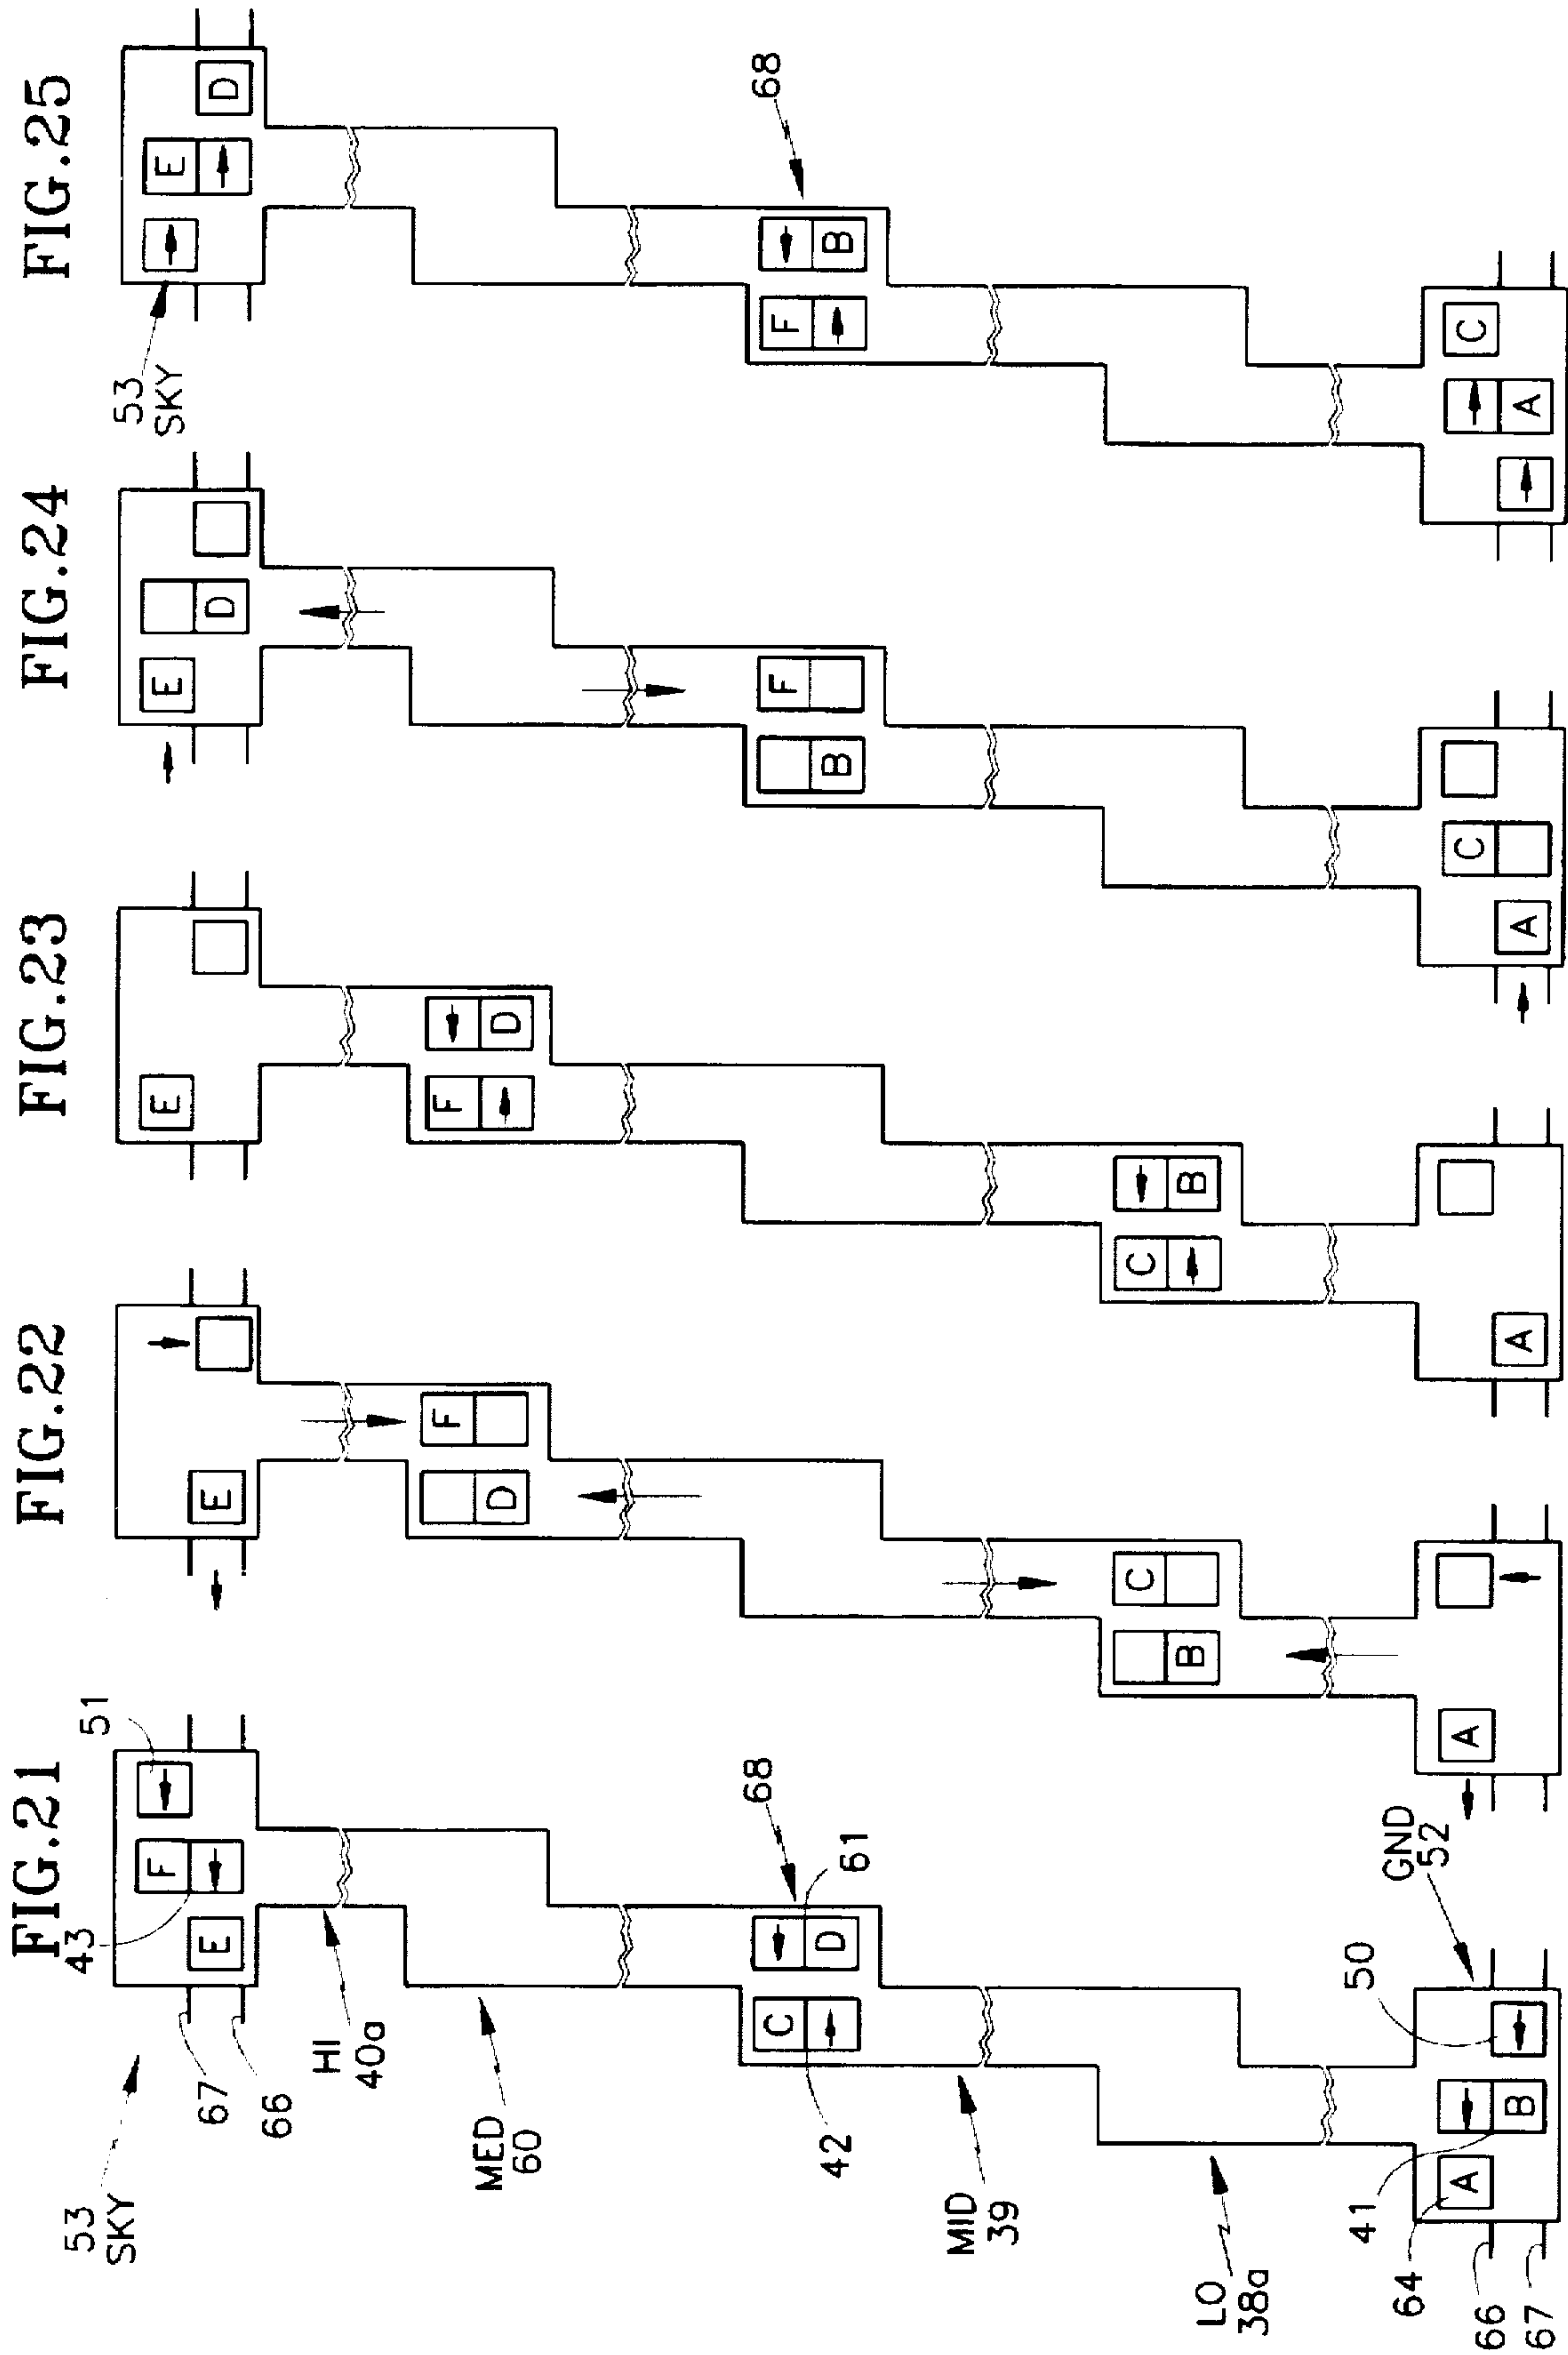 FIG.21
53
SKY
43
51
F
E
67
66
HI
40a
MED
60
68
C
D
61
42
MID
39
LO
38a
GND
52
50
A
B
64
41
66
67
FIG.22
E
F
D
C
B
A
FIG.23
E
F
D
C
B
A
FIG.24
E
D
F
B
C
A
FIG.25
53
SKY
E
D
68
F
B
C
A